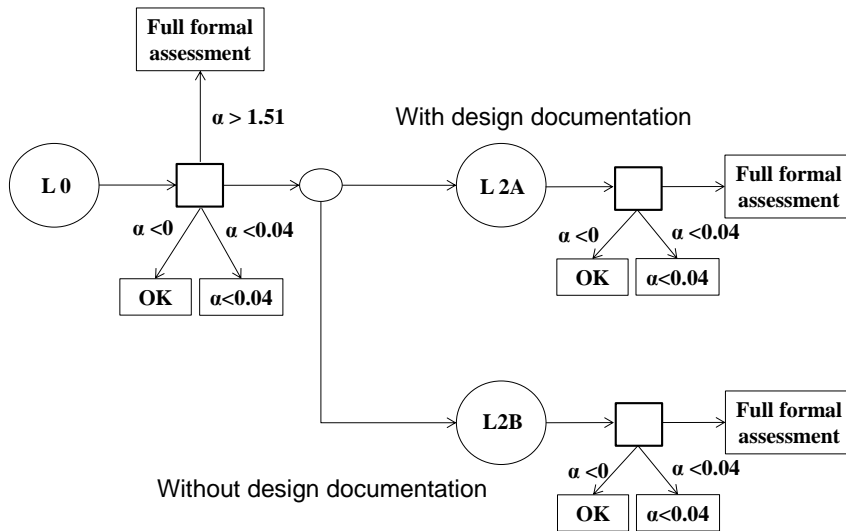 Full formal
assessment
α > 1.51
With design documentation
L 0
L 2A
Full formal
assessment
α <0
α <0.04
α <0
α <0.04
OK
α<0.04
OK
α<0.04
L2B
Full formal
assessment
α <0
α <0.04
Without design documentation
OK
α<0.04